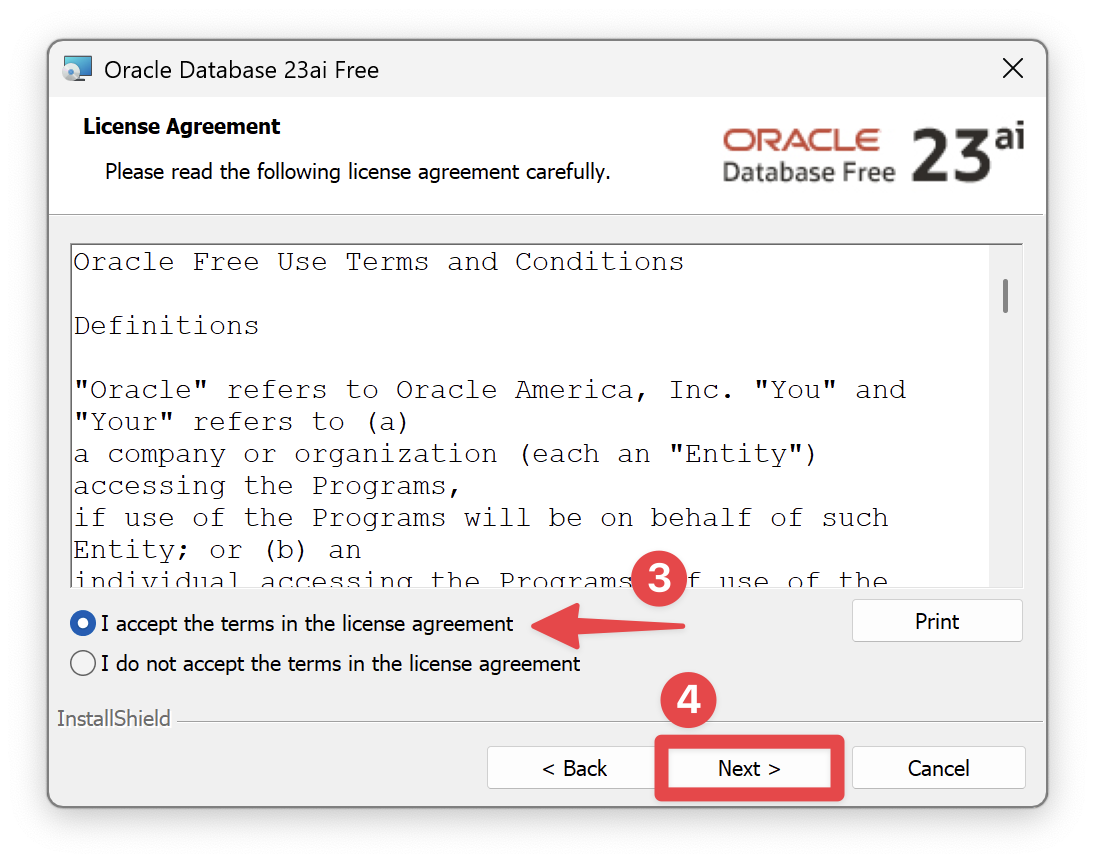 Oracle Database 23ai Free
License Agreement
Please read the following license agreement carefully.
ORACLE
Database Free
23ai
Oracle Free Use Terms and Conditions
Definitions
"Oracle" refers to Oracle America, Inc. "You" and
"Your" refers to (a)
a company or organization (each an "Entity")
accessing the Programs,
if use of the Programs will be on behalf of such
Entity; or (b) an
individual accessing the Programs if use of the
3
I accept the terms in the license agreement
Print
I do not accept the terms in the license agreement
4
InstallShield
< Back
Next >
Cancel